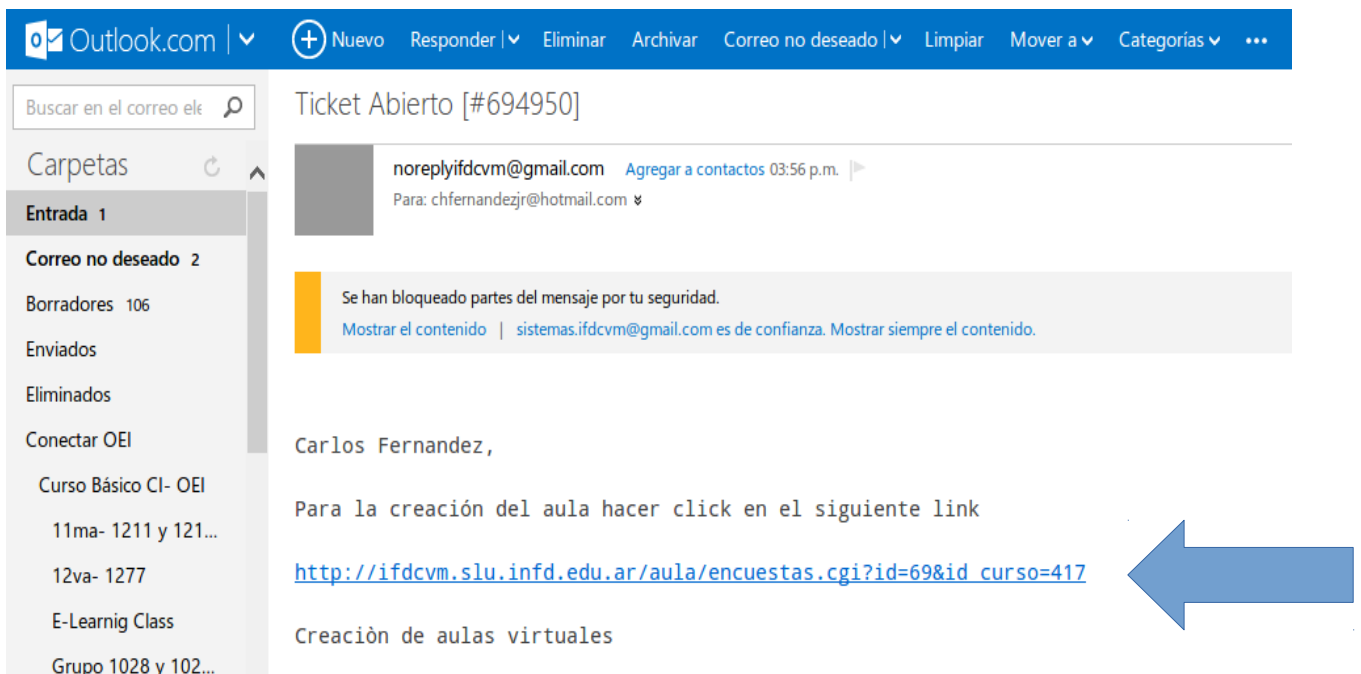 Outlook.com
Nuevo Responder Eliminar Archivar Correo no deseado Limpiar Mover a Categorías ...
Buscar en el correo ele
Ticket Abierto [#694950]
Carpetas
noreplyifdcvm@gmail.com Agregar a contactos 03:56 p.m.
Para: chfernandezjr@hotmail.com
Entrada 1
Correo no deseado 2
Borradores 106
Enviados
Eliminados
Conectar OEI
Curso Básico CI- OEI
11ma- 1211 y 121...
12va- 1277
E-Learnig Class
Grupo 1028 y 102...
Se han bloqueado partes del mensaje por tu seguridad.
Mostrar el contenido | sistemas.ifdcvm@gmail.com es de confianza. Mostrar siempre el contenido.
Carlos Fernandez,
Para la creación del aula hacer click en el siguiente link
http://ifdcvm.slu.infd.edu.ar/aula/encuestas.cgi?id=69&id_curso=417
Creaciòn de aulas virtuales